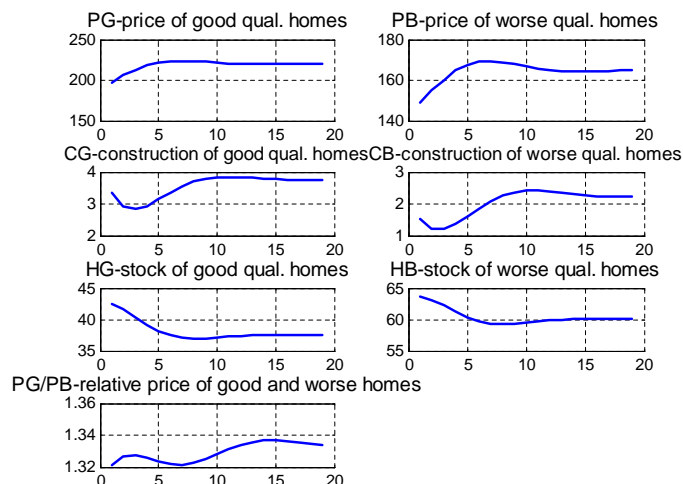 PG-price of good qual. homes
250
200
150
0 5 10 15 20
PB-price of worse qual. homes
180
160
140
0 5 10 15 20
CG-construction of good qual. homes
4
3
2
0 5 10 15 20
CB-construction of worse qual. homes
3
2
1
0 5 10 15 20
HG-stock of good qual. homes
45
40
35
0 5 10 15 20
HB-stock of worse qual. homes
65
60
55
0 5 10 15 20
PG/PB-relative price of good and worse homes
1.36
1.34
1.32
0 5 10 15 20